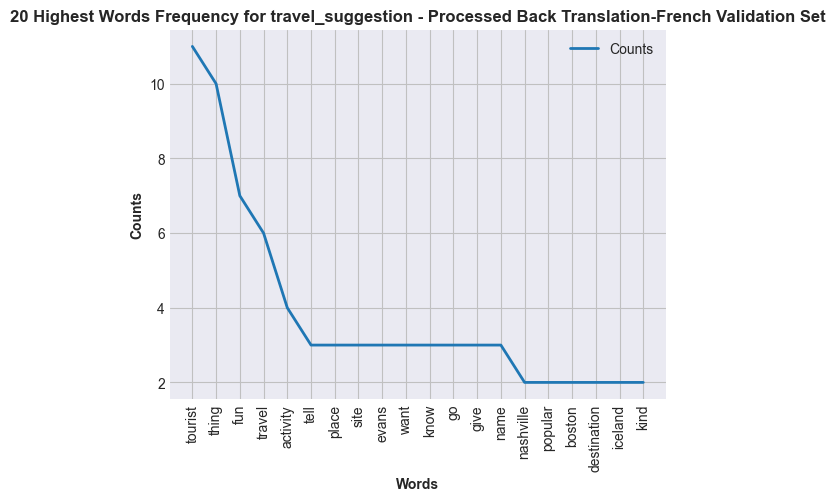 20 Highest Words Frequency for travel_suggestion - Processed Back Translation-French Validation Set
Counts
Counts
10
8
6
4
2
tourist
thing
fun
travel
activity
tell
place
site
evans
want
know
go
give
name
nashville
popular
boston
destination
iceland
kind
Words